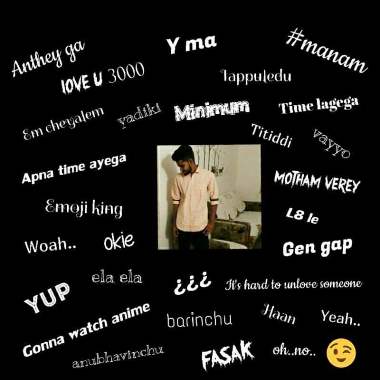 Anthey ga
Y ma
#manam
lOVE U 3000
Tappuledu
Em cheyalem
yadiki
Minimum
Time lagega
Tititddi
vayyo
Apna time ayega
MOTHAM VEREY
Emoji king
L8 le
Woah..
Okie
Gen gap
YUP
ela ela
¿¿¿
It's hard to unlove someone
Gonna watch anime
barinchu
Haan
Yeah..
anubhavinchu
FASAK
oh..no..
😉